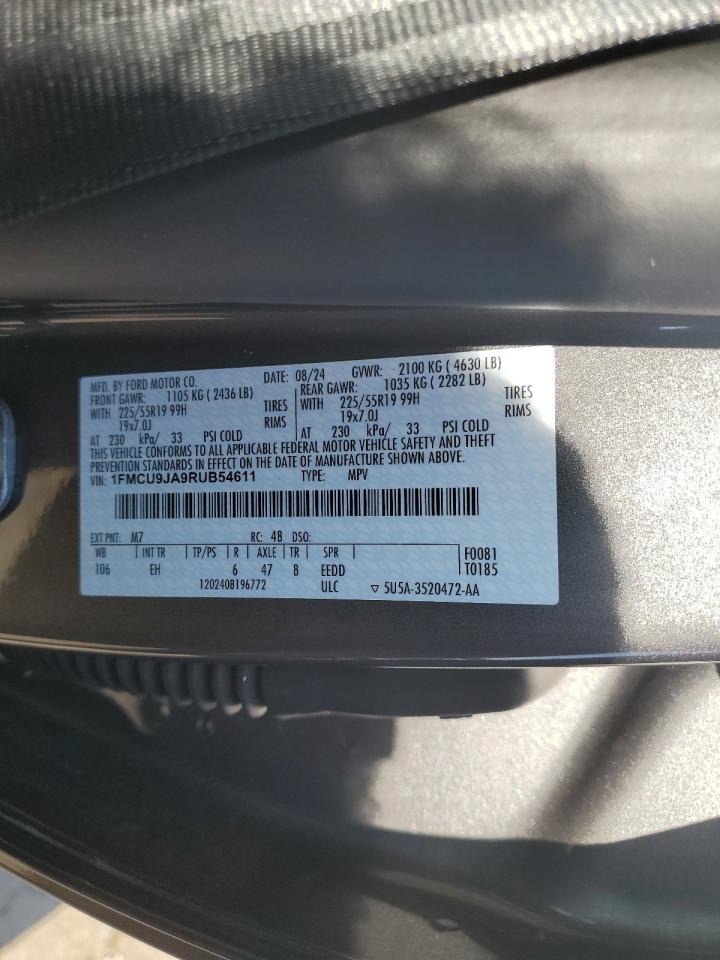 MFD. BY FORD MOTOR CO. DATE: 08/24 GVWR: 2100 KG ( 4630 LB)
FRONT GAWR: 1105 KG ( 2436 LB) REAR GAWR: 1035 KG ( 2282 LB)
WITH 225/55R19 99H TIRES WITH 225/55R19 99H TIRES
19x7.0J RIMS 19x7.0J RIMS
AT 230 kPa/ 33 PSI COLD AT 230 kPa/ 33 PSI COLD
THIS VEHICLE CONFORMS TO ALL APPLICABLE FEDERAL MOTOR VEHICLE SAFETY AND THEFT
PREVENTION STANDARDS IN EFFECT ON THE DATE OF MANUFACTURE SHOWN ABOVE.
VIN: 1FMCU9JA9RUB54611 TYPE: MPV
EXT PNT: M7 RC: 48 DSO:
WB INT TR TP/PS R AXLE TR SPR F0081
106 EH 6 47 8 EEDD T0185
1202408196772 ULC ▽ 5U5A-3520472-AA